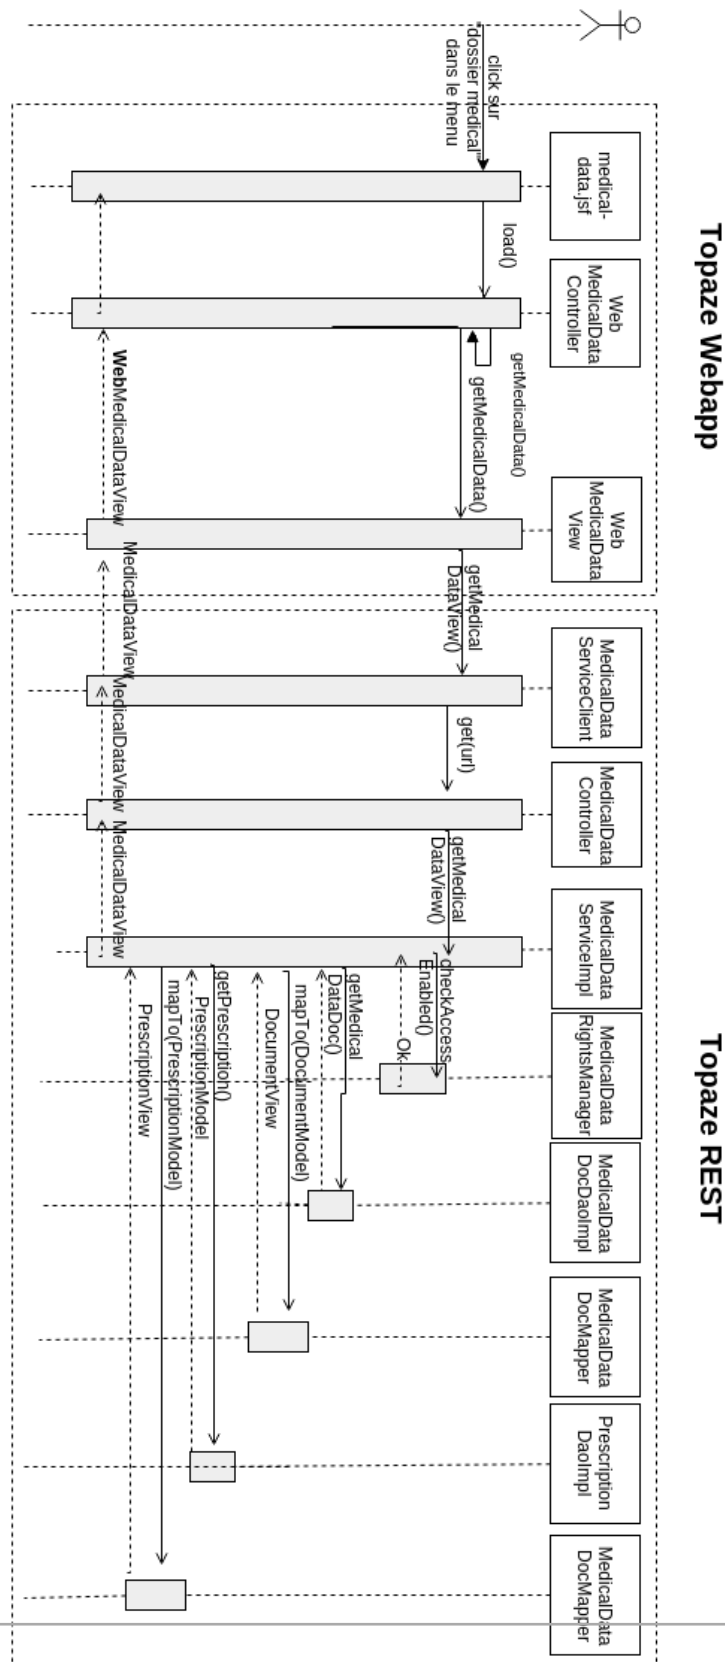 Topaze Webapp
Topaze REST
medical-
data.jsf
Web
MedicalData
Controller
Web
MedicalData
View
MedicalData
ServiceClient
MedicalData
Controller
MedicalData
ServiceImpl
MedicalData
RightsManager
MedicalData
DocDaoImpl
MedicalData
DocMapper
Prescription
DaoImpl
MedicalData
DocMapper
click sur
"dossier medical"
dans le menu
load()
getMedicalData()
getMedicalData()
getMedical
DataView()
get(url)
getMedical
DataView()
checkAccess
Enabled()
Ok
getMedical
DataDoc()
mapTo(DocumentModel)
DocumentView
getPrescription()
PrescriptionModel
mapTo(PrescriptionModel)
PrescriptionView
WebMedicalDataView
MedicalDataView
MedicalDataView
MedicalDataView